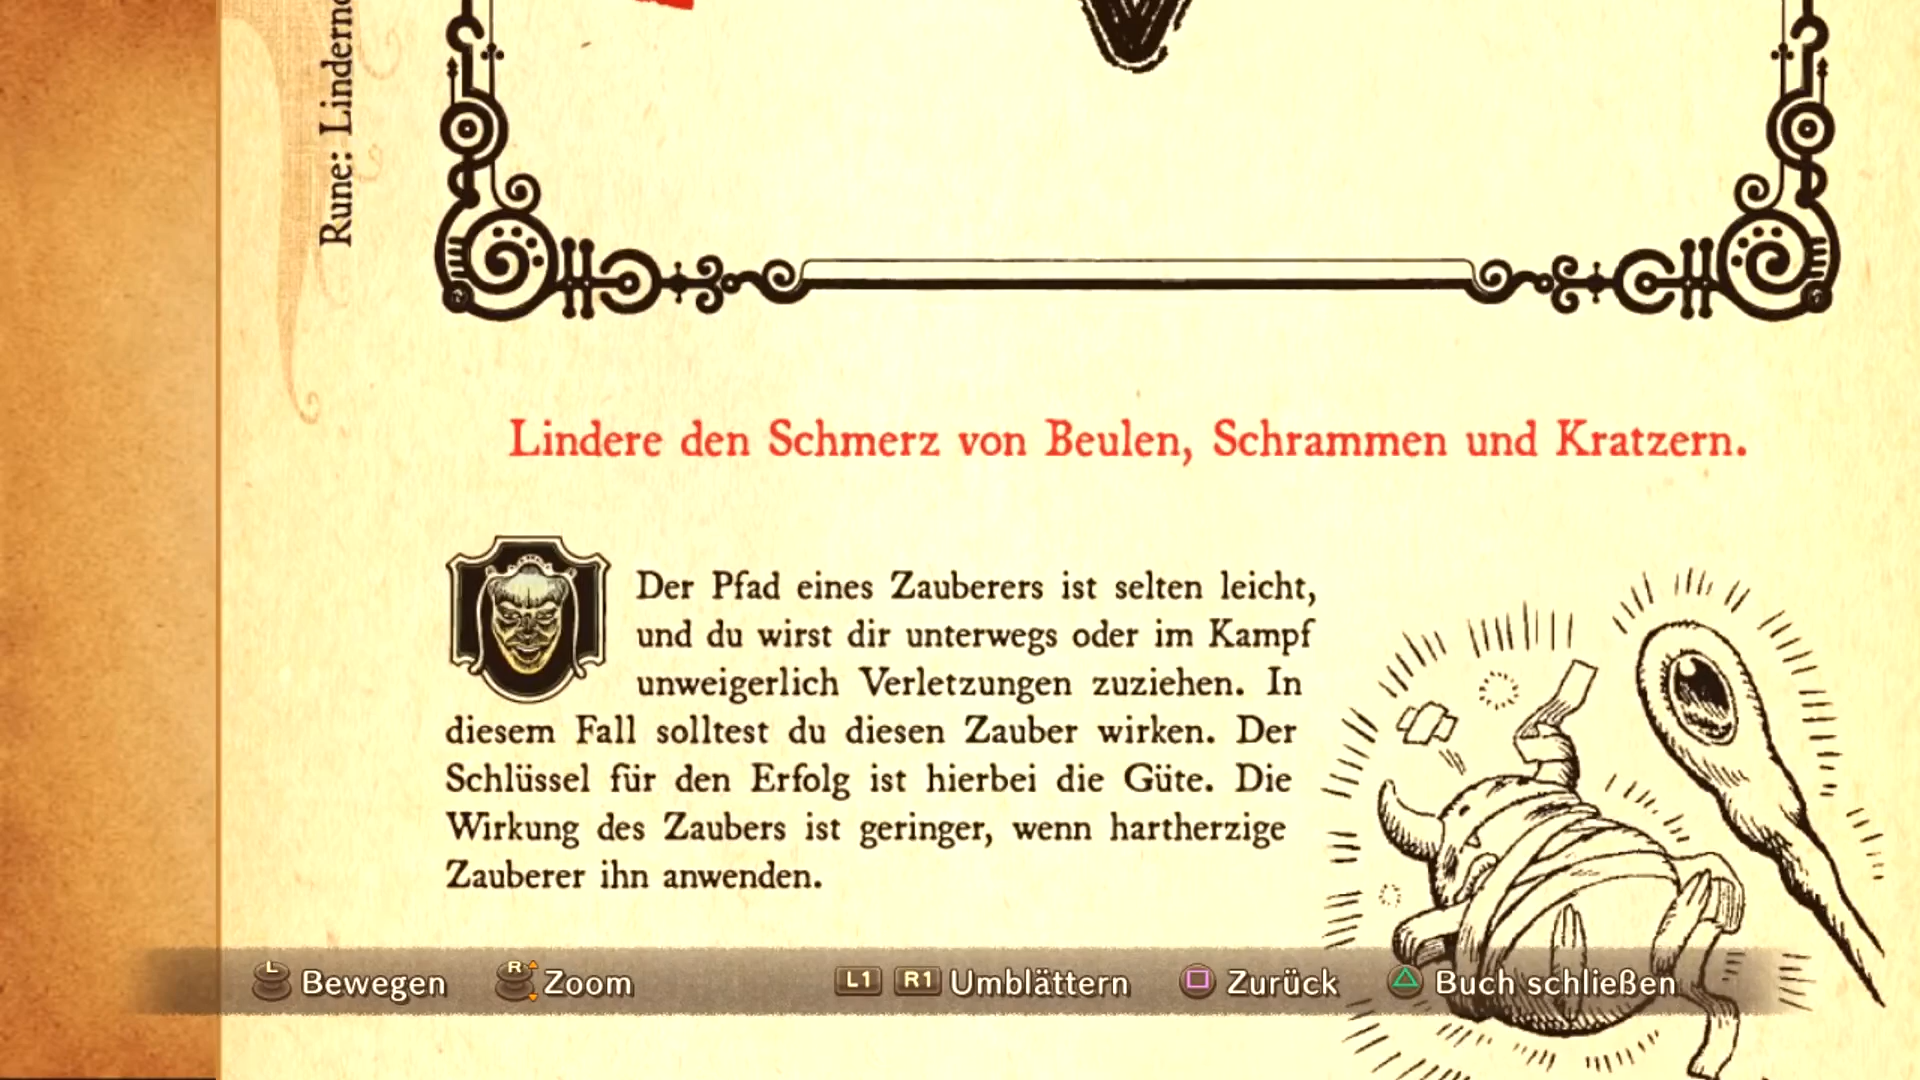 Rune: Lindern
Lindere den Schmerz von Beulen, Schrammen und Kratzern.
Der Pfad eines Zauberers ist selten leicht,
und du wirst dir unterwegs oder im Kampf
unweigerlich Verletzungen zuziehen. In
diesem Fall solltest du diesen Zauber wirken. Der
Schlüssel für den Erfolg ist hierbei die Güte. Die
Wirkung des Zaubers ist geringer, wenn hartherzige
Zauberer ihn anwenden.
L Bewegen R Zoom L1 R1 Umblättern Zurück Buch schließen